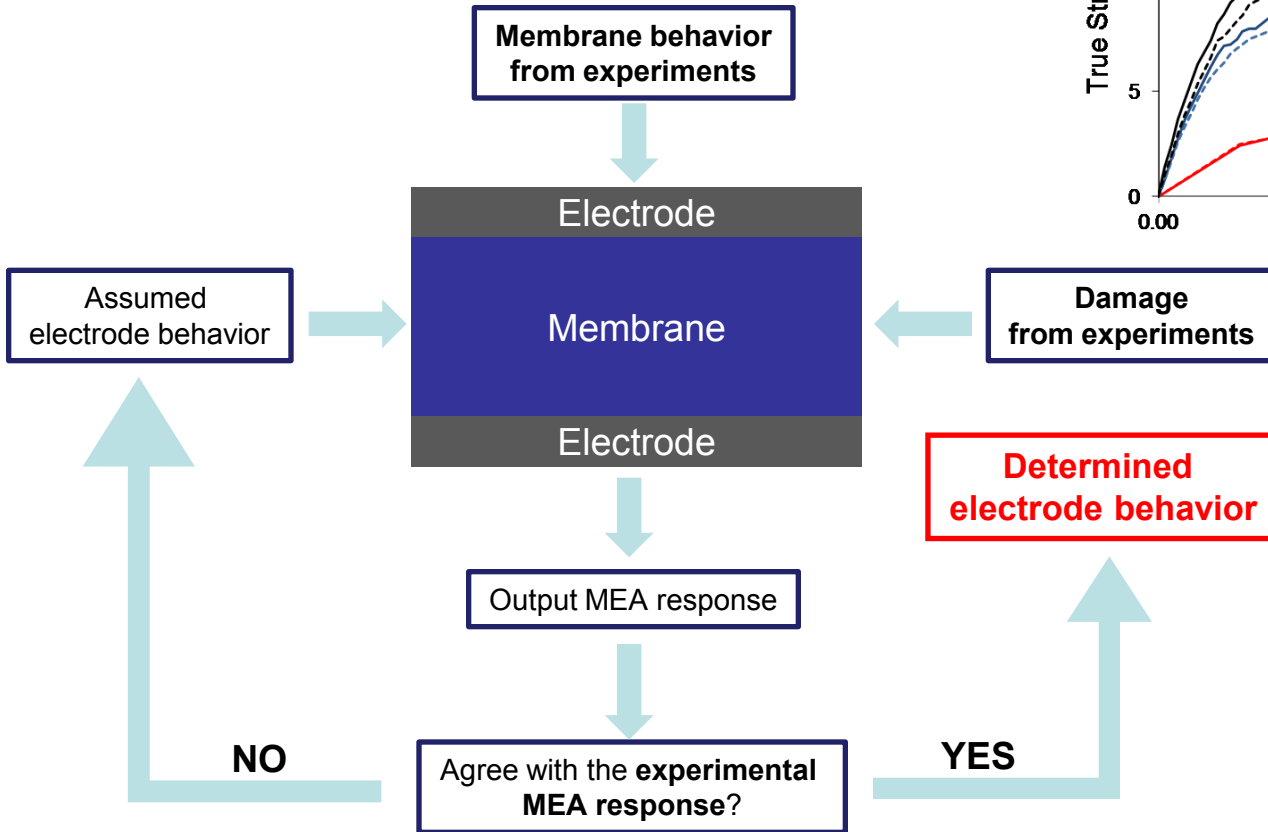 Membrane behavior
from experiments
True
5
0
0.00
Electrode
Assumed
electrode behavior
Membrane
Damage
from experiments
Electrode
Determined
electrode behavior
Output MEA response
NO
Agree with the experimental
MEA response?
YES